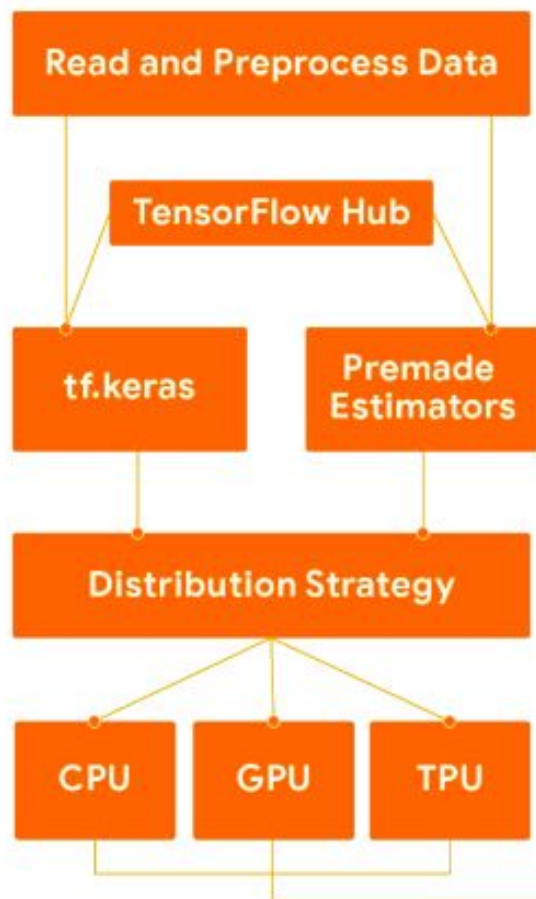 Read and Preprocess Data
TensorFlow Hub
tf.keras
Premade
Estimators
Distribution Strategy
CPU
GPU
TPU